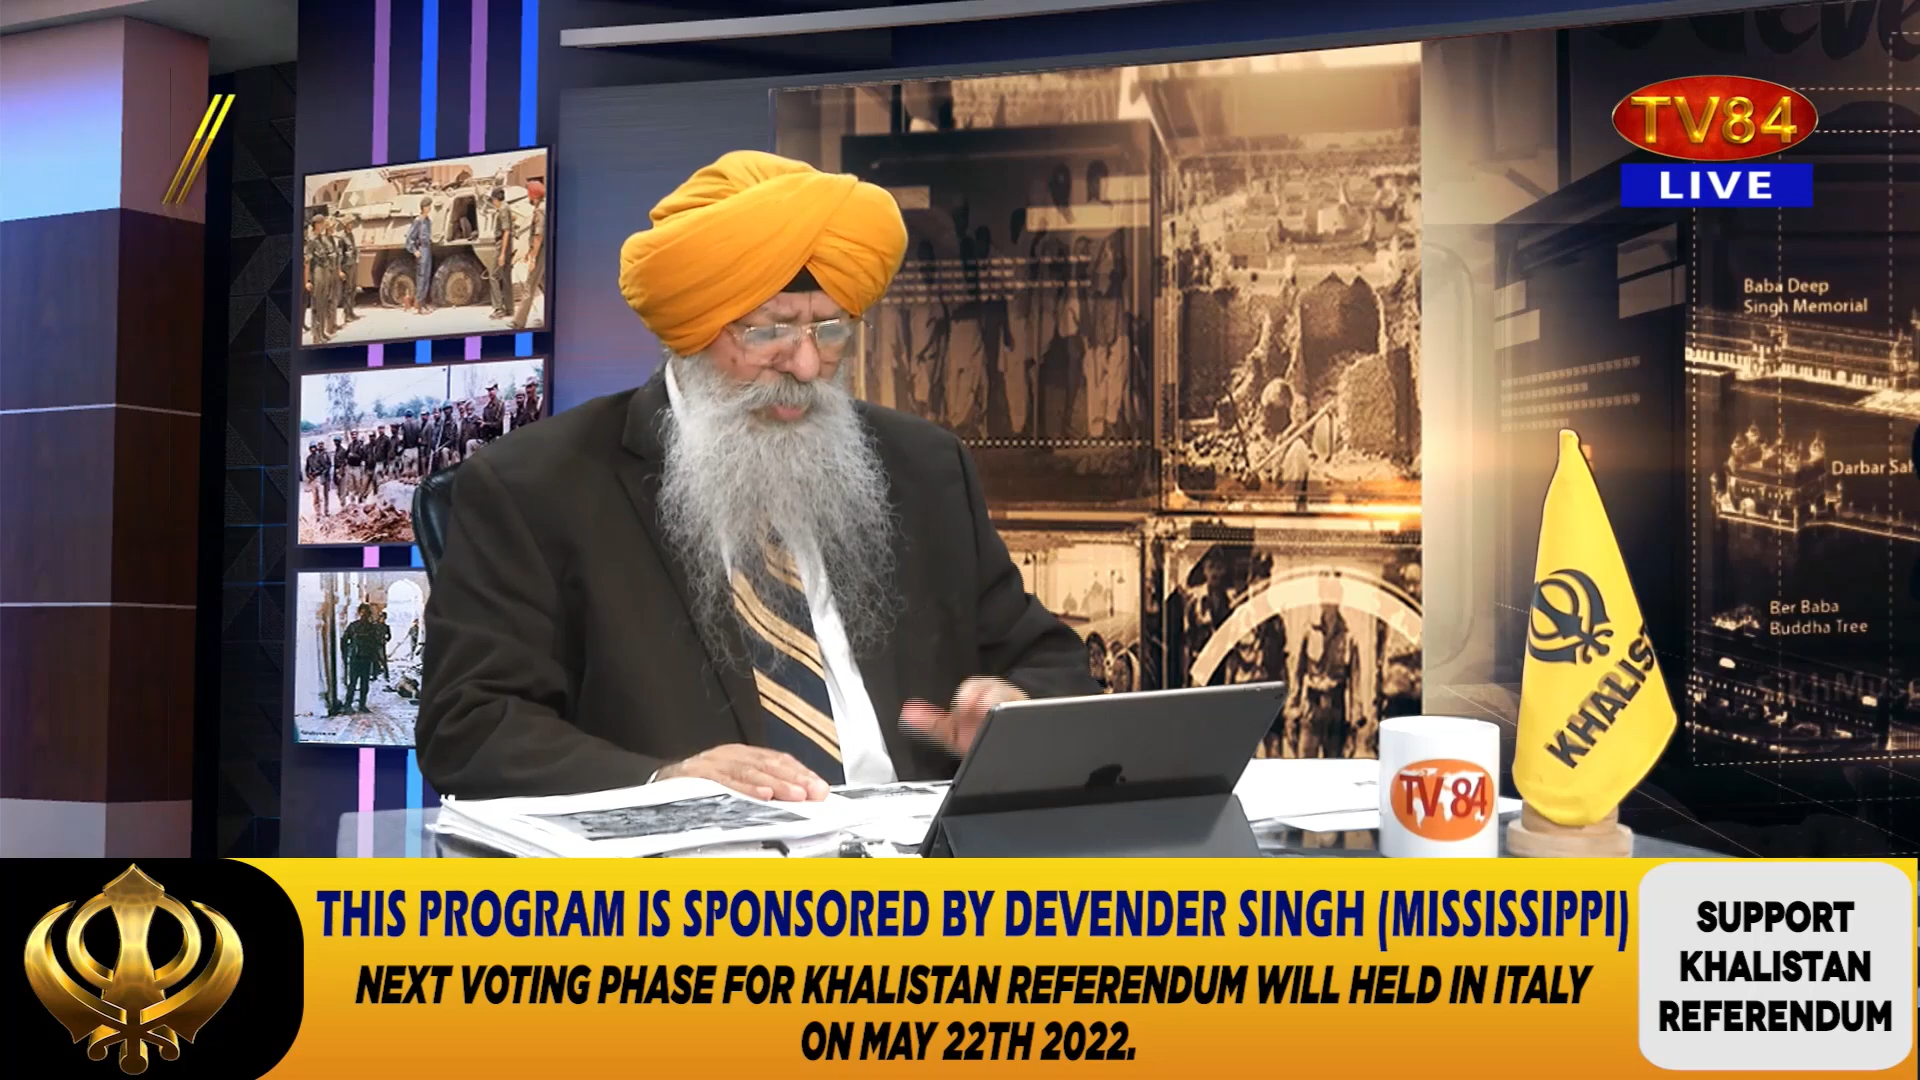 TV84
LIVE
Baba Deep
Singh Memorial
Darbar Sa
Ber Baba
Buddha Tree
KHALIS
TV 84
THIS PROGRAM IS SPONSORED BY DEVENDER SINGH (MISSISSIPPI)
NEXT VOTING PHASE FOR KHALISTAN REFERENDUM WILL HELD IN ITALY
ON MAY 22TH 2022.
SUPPORT
KHALISTAN
REFERENDUM